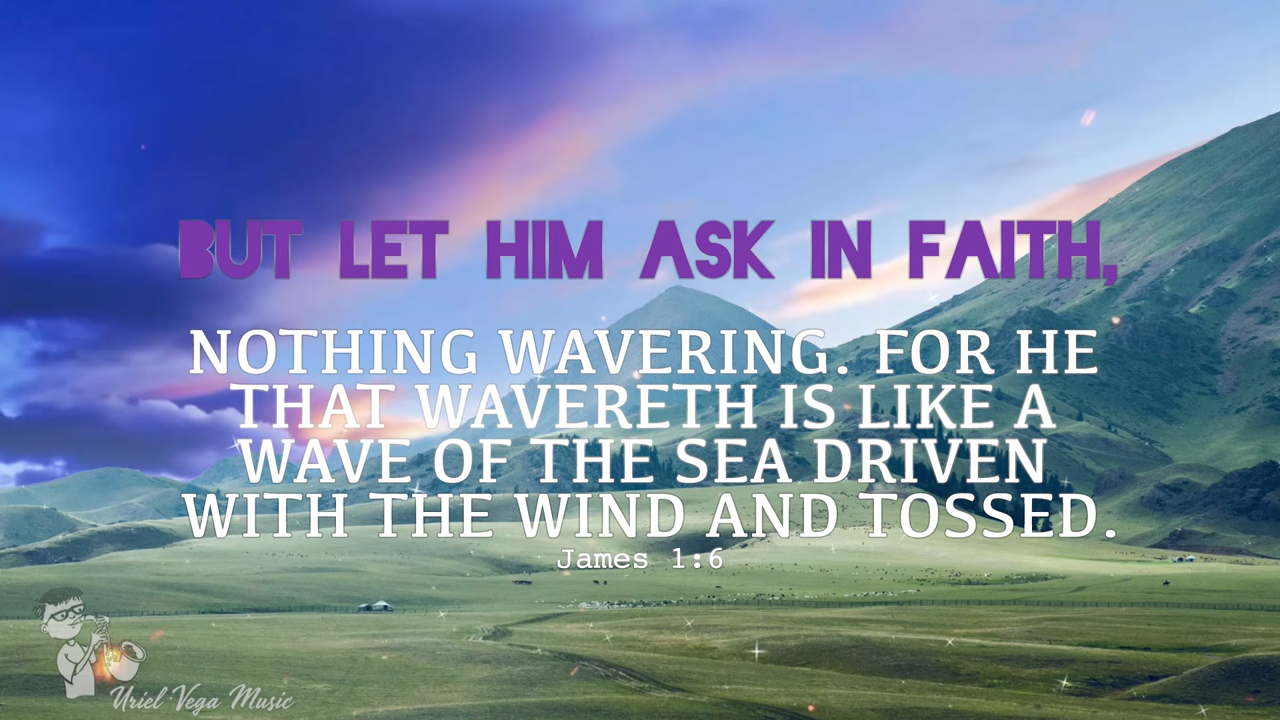 BUT LET HIM ASK IN FAITH,
NOTHING WAVERING. FOR HE
THAT WAVERETH IS LIKE A
WAVE OF THE SEA DRIVEN
WITH THE WIND AND TOSSED.
James 1:6
Uriel Vega Music